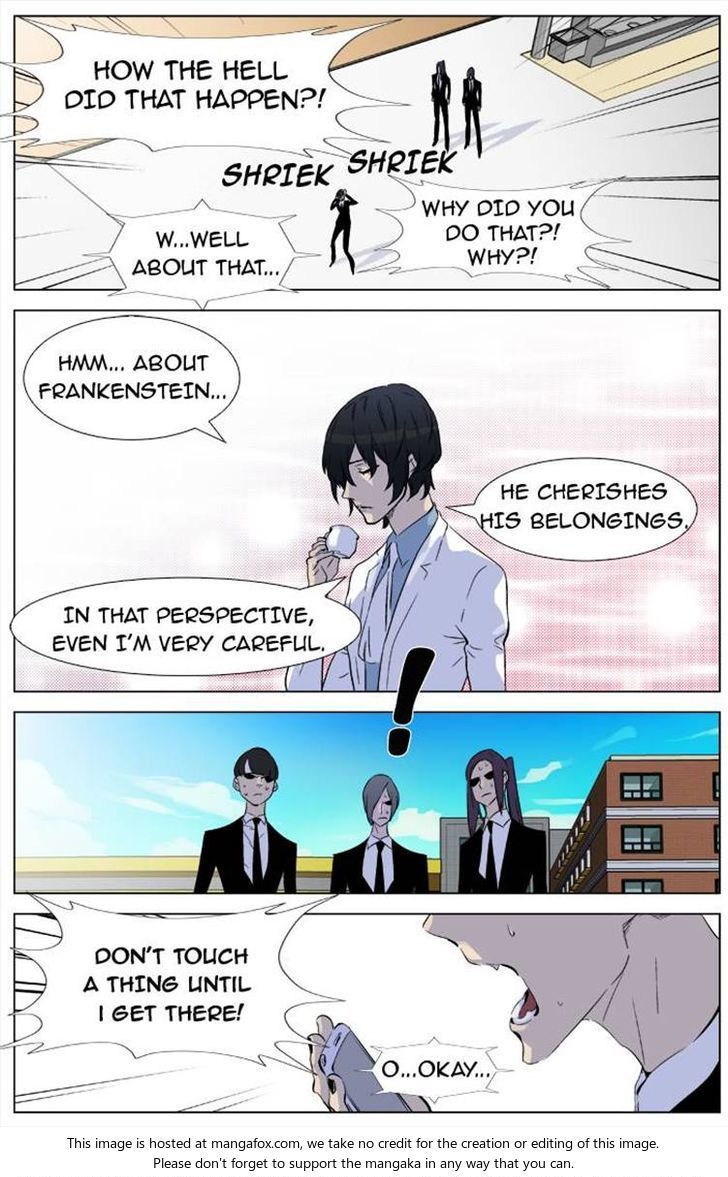 HOW THE HELL
DID THAT HAPPEN?!
SHRIEK SHRIEK
W...WELL
ABOUT THAT...
WHY DID YOU
DO THAT?!
WHY?!
HMM... ABOUT
FRANKENSTEIN...
HE CHERISHES
HIS BELONGINGS.
IN THAT PERSPECTIVE,
EVEN I'M VERY CAREFUL.
!
DON'T TOUCH
A THING UNTIL
I GET THERE!
O...OKAY...
This image is hosted at mangafox.com, we take no credit for the creation or editing of this image.
Please don't forget to support the mangaka in any way that you can.